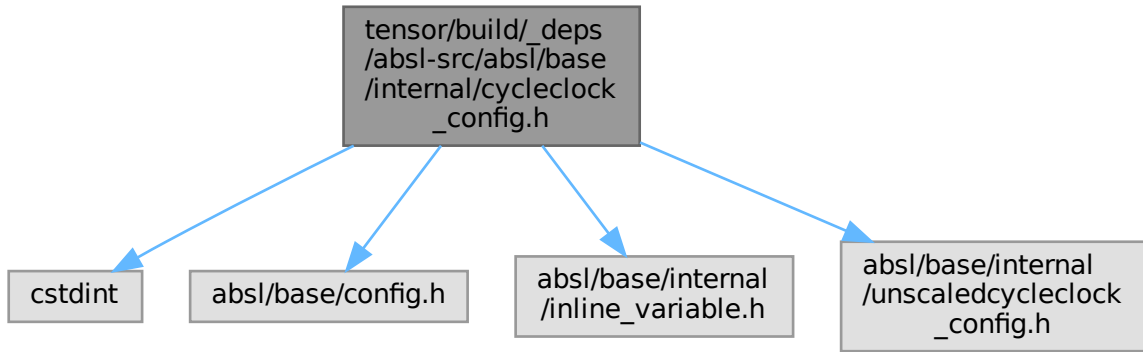 tensor/build/_deps
/absl-src/absl/base
/internal/cycleclock
_config.h
cstdint
absl/base/config.h
absl/base/internal
/inline_variable.h
absl/base/internal
/unscaledcycleclock
_config.h